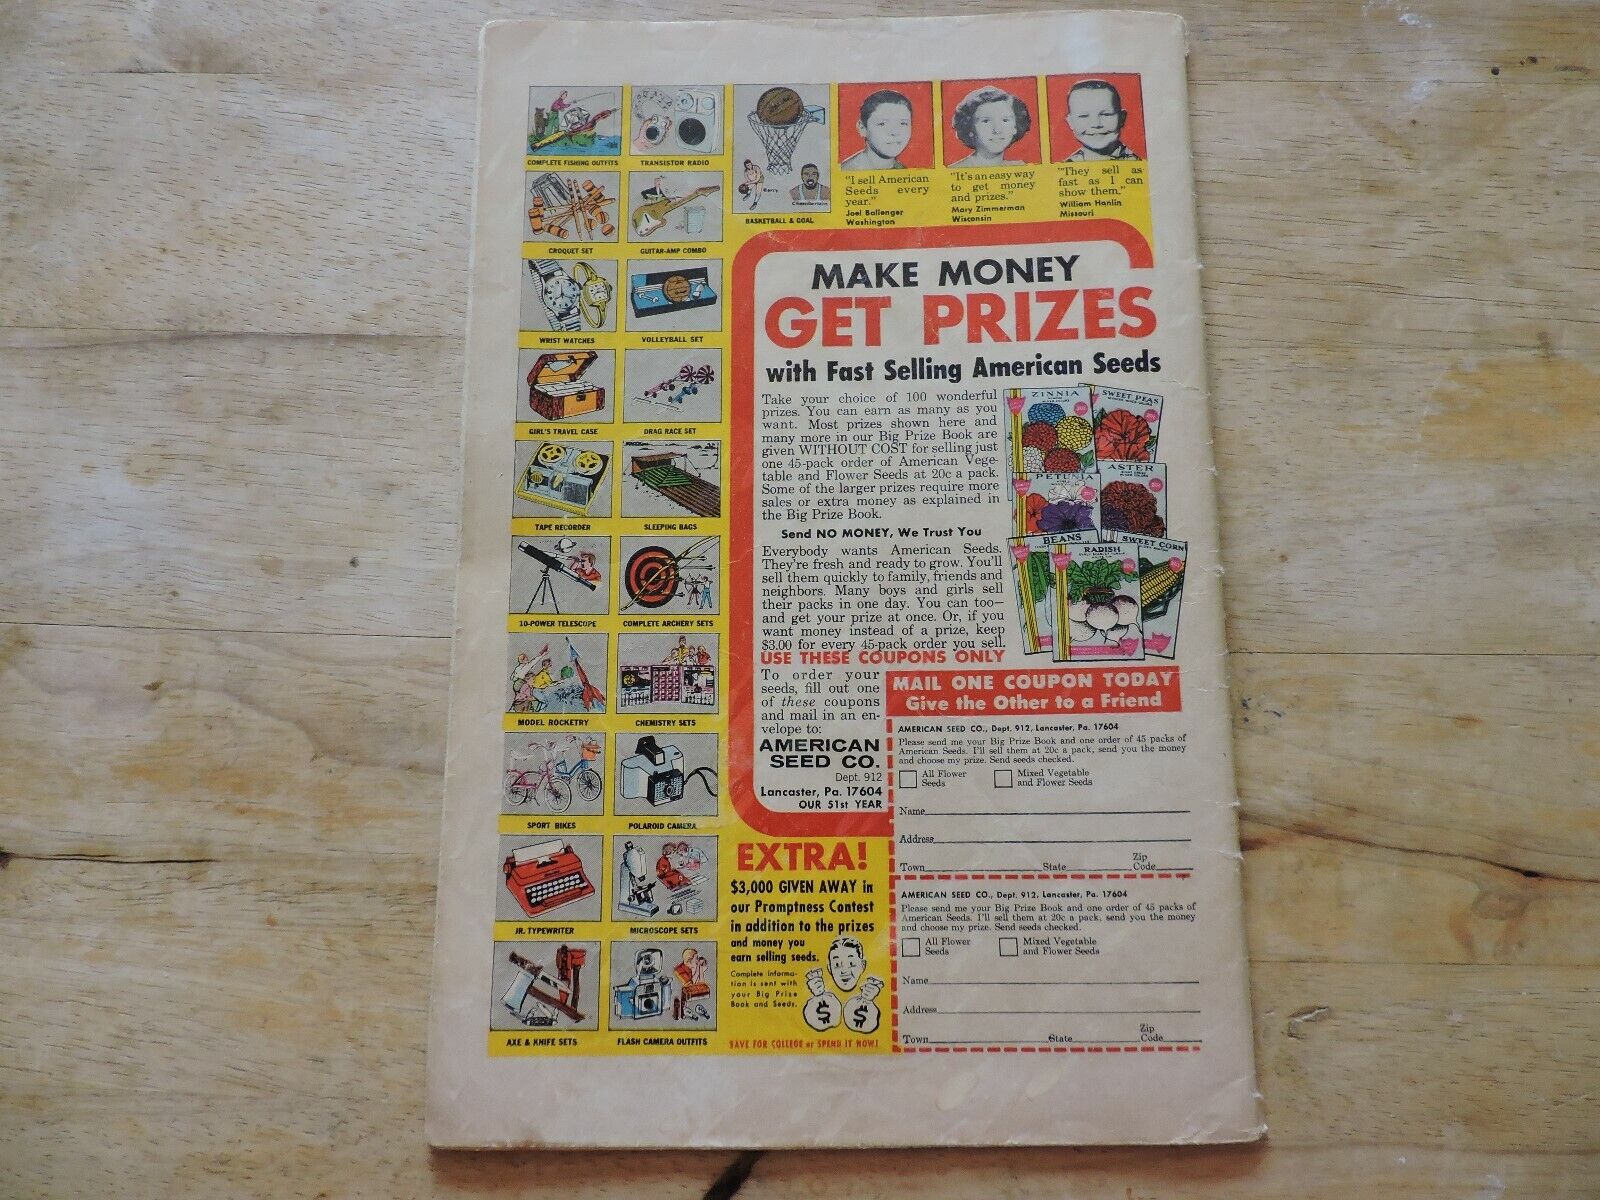 COMPLETE FISHING OUTFITS
TRANSISTOR RADIO
CROQUET SET
GUITAR-AMP COMBO
Barry
Chamberlain
BASKETBALL & GOAL
"I sell American
Seeds every
year."
Joel Ballenger
Washington
"It's an easy way
to get money
and prizes."
Mary Zimmerman
Wisconsin
"They sell as
fast as I can
show them."
William Hanlin
Missouri
WRIST WATCHES
VOLLEYBALL SET
GIRL'S TRAVEL CASE
DRAG RACE SET
TAPE RECORDER
SLEEPING BAGS
10-POWER TELESCOPE
COMPLETE ARCHERY SETS
MODEL ROCKETRY
CHEMISTRY SETS
SPORT BIKES
POLAROID CAMERA
JR. TYPEWRITER
MICROSCOPE SETS
AXE & KNIFE SETS
FLASH CAMERA OUTFITS
MAKE MONEY
GET PRIZES
with Fast Selling American Seeds
Take your choice of 100 wonderful
prizes. You can earn as many as you
want. Most prizes shown here and
many more in our Big Prize Book are
given WITHOUT COST for selling just
one 45-pack order of American Vege-
table and Flower Seeds at 20c a pack.
Some of the larger prizes require more
sales or extra money as explained in
the Big Prize Book.
Send NO MONEY, We Trust You
Everybody wants American Seeds.
They're fresh and ready to grow. You'll
sell them quickly to family, friends and
neighbors. Many boys and girls sell
their packs in one day. You can too—
and get your prize at once. Or, if you
want money instead of a prize, keep
$3.00 for every 45-pack order you sell.
ZINNIA
SWEET PEAS
ASTER
PETUNIA
BEANS
RADISH
SWEET CORN
USE THESE COUPONS ONLY
To order your
seeds, fill out one
of these coupons
and mail in an en-
velope to:
AMERICAN
SEED CO.
Dept. 912
Lancaster, Pa. 17604
OUR 51st YEAR
MAIL ONE COUPON TODAY
Give the Other to a Friend
AMERICAN SEED CO., Dept. 912, Lancaster, Pa. 17604
Please send me your Big Prize Book and one order of 45 packs of
American Seeds. I'll sell them at 20c a pack, send you the money
and choose my prize. Send seeds checked.
All Flower
Seeds
Mixed Vegetable
and Flower Seeds
Name
Address
Town State Zip Code
AMERICAN SEED CO., Dept. 912, Lancaster, Pa. 17604
Please send me your Big Prize Book and one order of 45 packs of
American Seeds. I'll sell them at 20c a pack, send you the money
and choose my prize. Send seeds checked.
All Flower
Seeds
Mixed Vegetable
and Flower Seeds
Name
Address
Town State Zip Code
EXTRA!
$3,000 GIVEN AWAY in
our Promptness Contest
in addition to the prizes
and money you
earn selling seeds.
Complete informa-
tion is sent with
your Big Prize
Book and Seeds.
$ $
SAVE FOR COLLEGE or SPEND IT NOW!